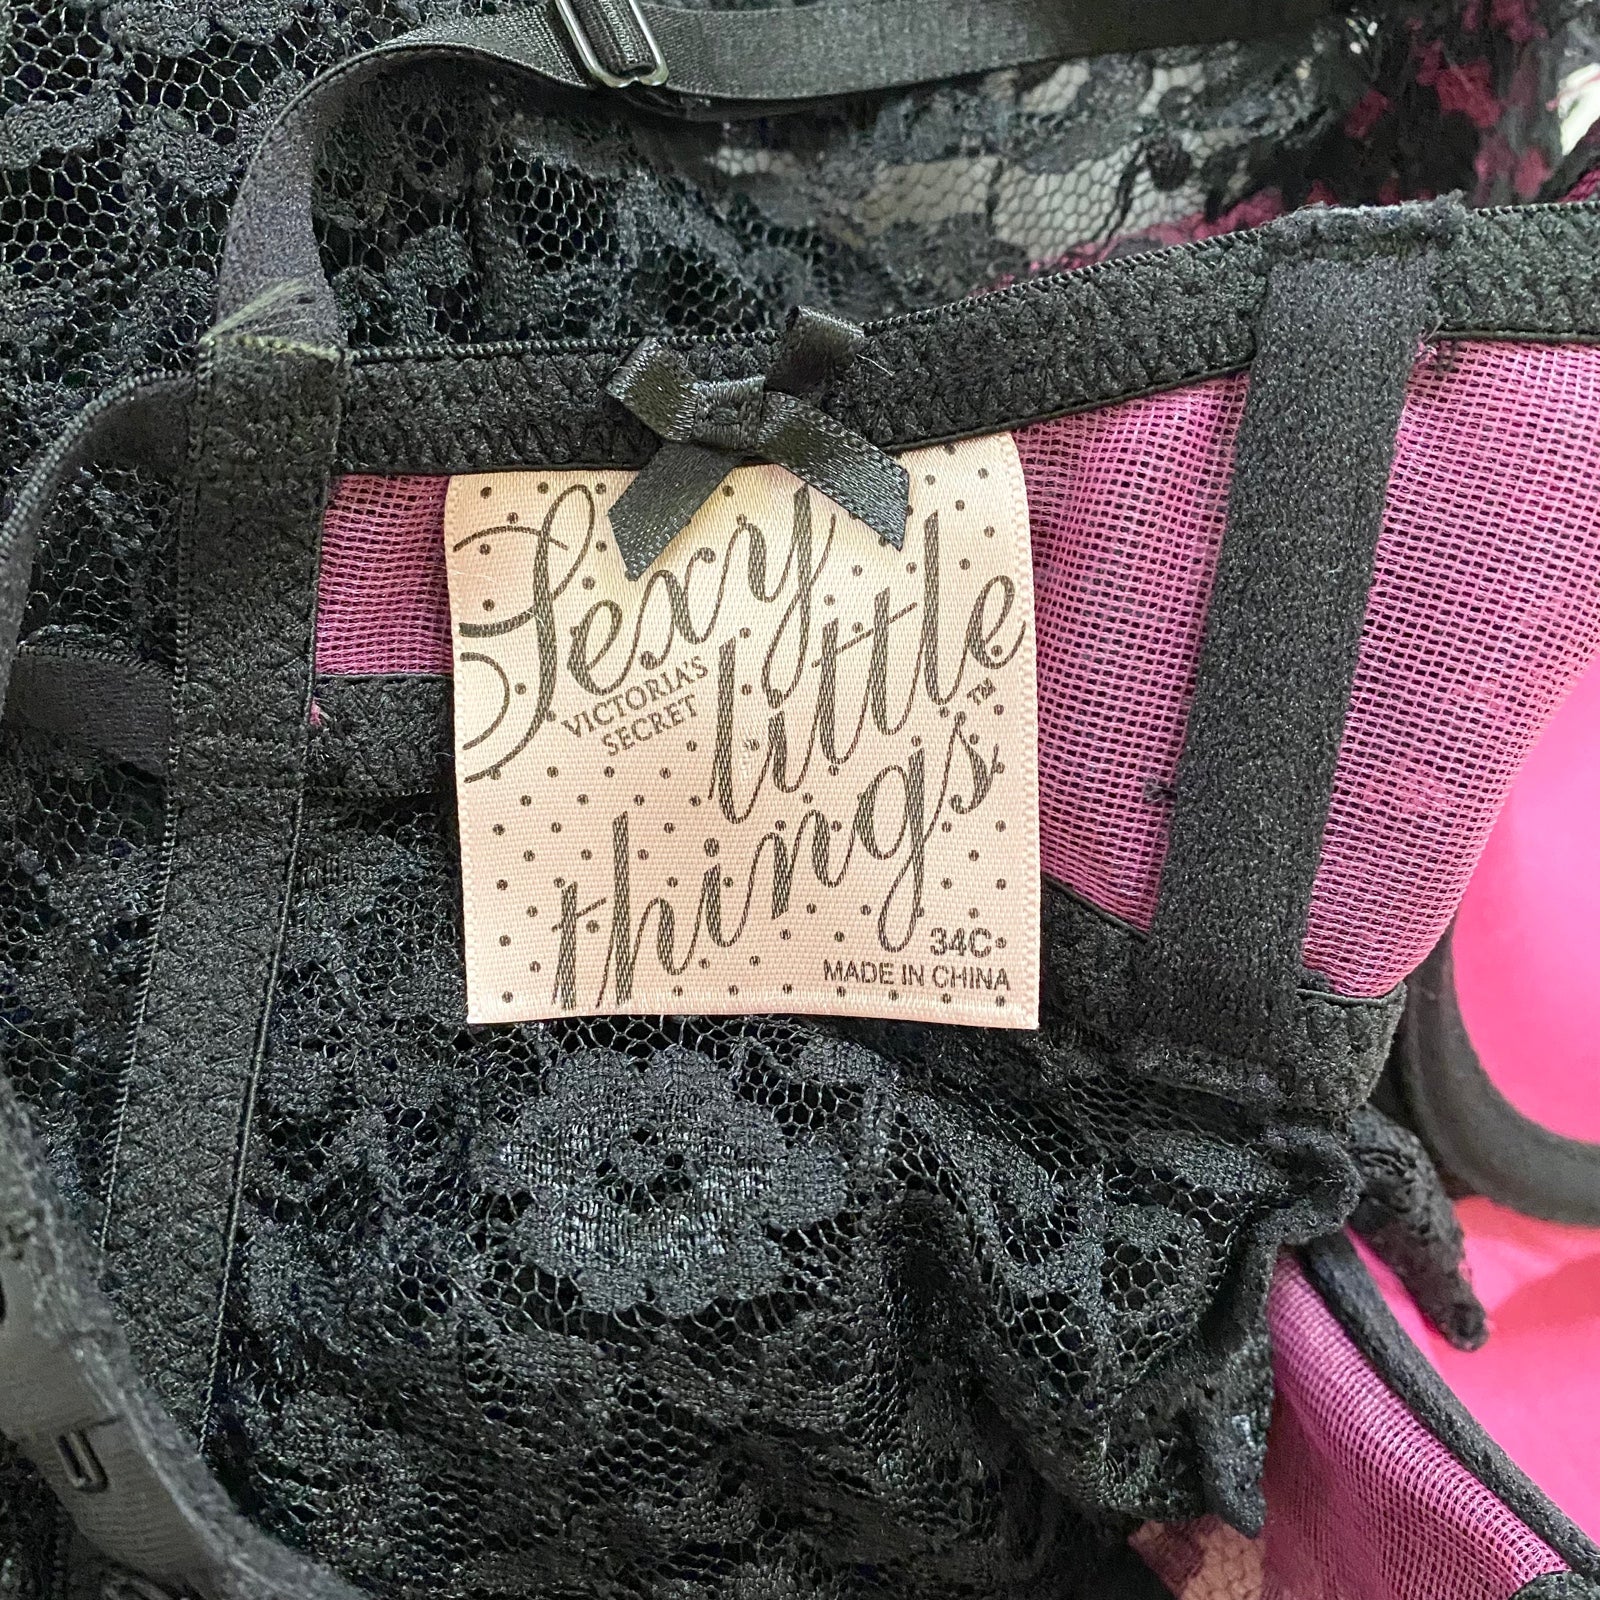 Sexy
little
things™
VICTORIA'S
SECRET
34C
MADE IN CHINA